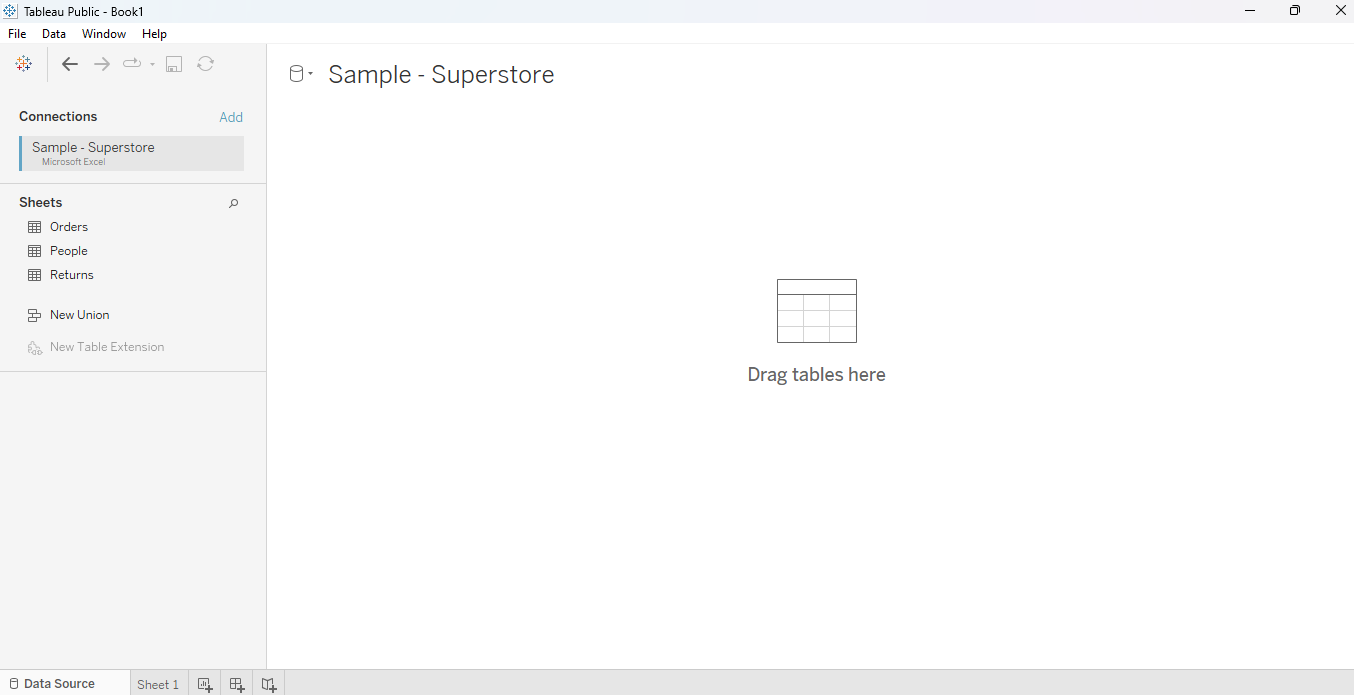 Tableau Public - Book1
File Data Window Help
Sample - Superstore
Connections Add
Sample - Superstore
Microsoft Excel
Sheets
Orders
People
Returns
New Union
New Table Extension
Drag tables here
Data Source Sheet 1